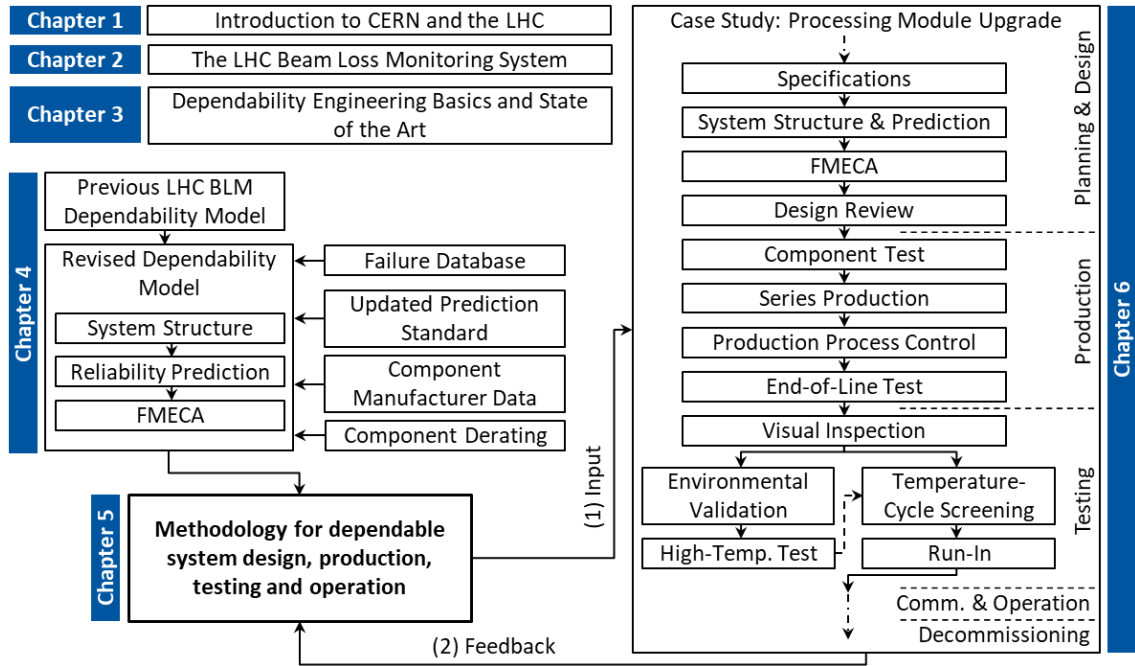 Chapter 1
Introduction to CERN and the LHC
Chapter 2
The LHC Beam Loss Monitoring System
Chapter 3
Dependability Engineering Basics and State
of the Art
Chapter 4
Previous LHC BLM
Dependability Model
Revised Dependability
Model
System Structure
Reliability Prediction
FMECA
Failure Database
Updated Prediction
Standard
Component
Manufacturer Data
Component Derating
Chapter 5
Methodology for dependable
system design, production,
testing and operation
(1) Input
(2) Feedback
Case Study: Processing Module Upgrade
Specifications
System Structure & Prediction
FMECA
Design Review
Planning & Design
Component Test
Series Production
Production Process Control
End-of-Line Test
Production
Visual Inspection
Environmental
Validation
High-Temp. Test
Temperature-
Cycle Screening
Run-In
Testing
Comm. & Operation
Decommissioning
Chapter 6